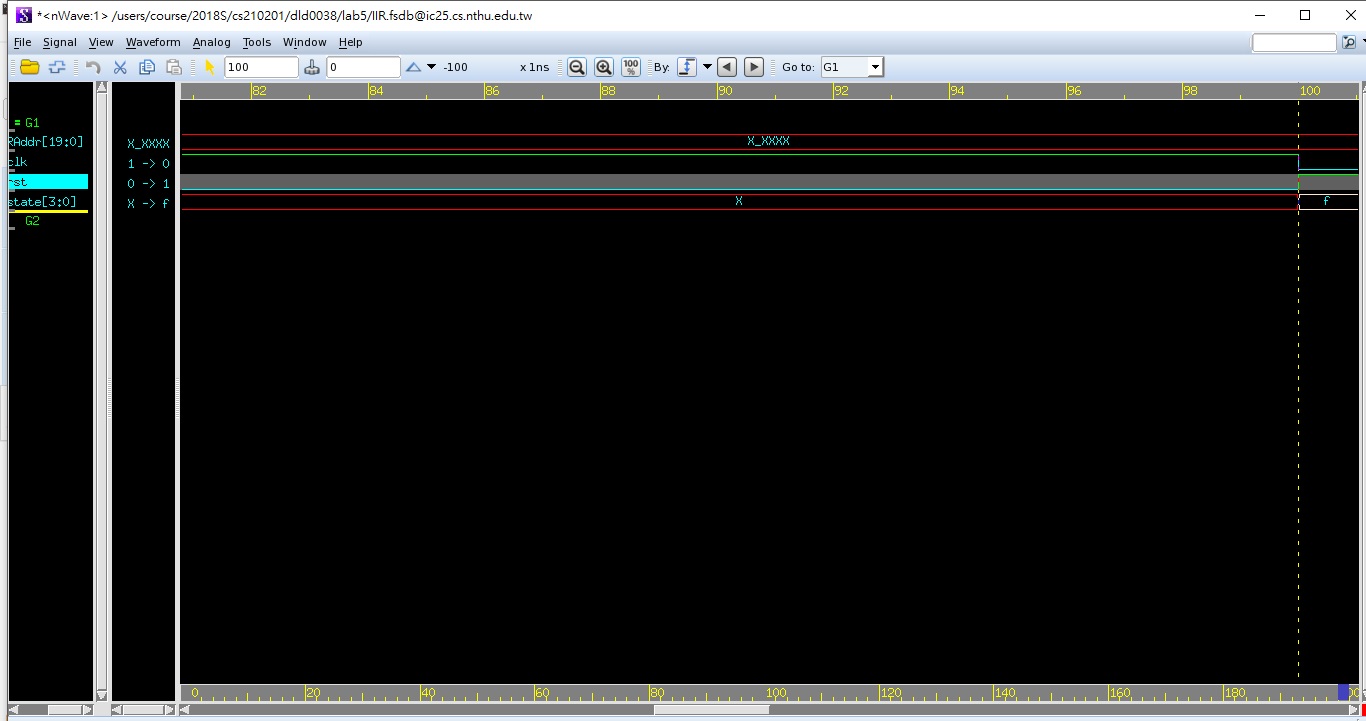 *<nWave:1> /users/course/2018S/cs210201/dld0038/lab5/IIR.fsdb@ic25.cs.nthu.edu.tw
File Signal View Waveform Analog Tools Window Help
100 0 -100 x 1ns 100 % By: Go to: G1
82 84 86 88 90 92 94 96 98 100
= G1
RAddr[19:0] X_XXXX X_XXXX
clk 1 -> 0
rst 0 -> 1
state[3:0] X -> f X f
G2
0 20 40 60 80 100 120 140 160 180